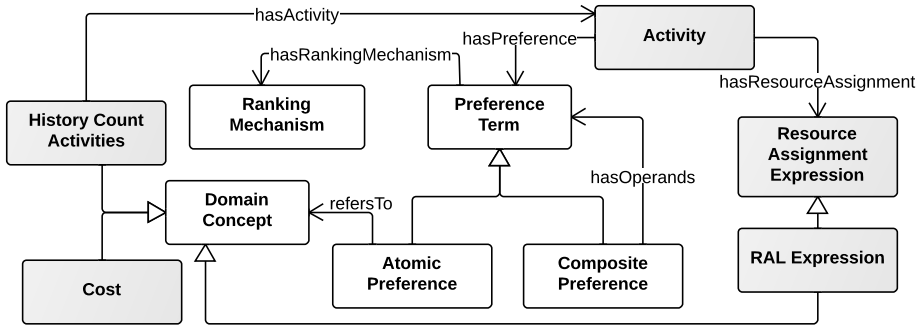 hasActivity
Activity
hasPreference
hasRankingMechanism
hasResourceAssignment
Ranking
Mechanism
Preference
Term
History Count
Activities
Resource
Assignment
Expression
hasOperands
Domain
Concept
refersTo
Atomic
Preference
Composite
Preference
RAL Expression
Cost